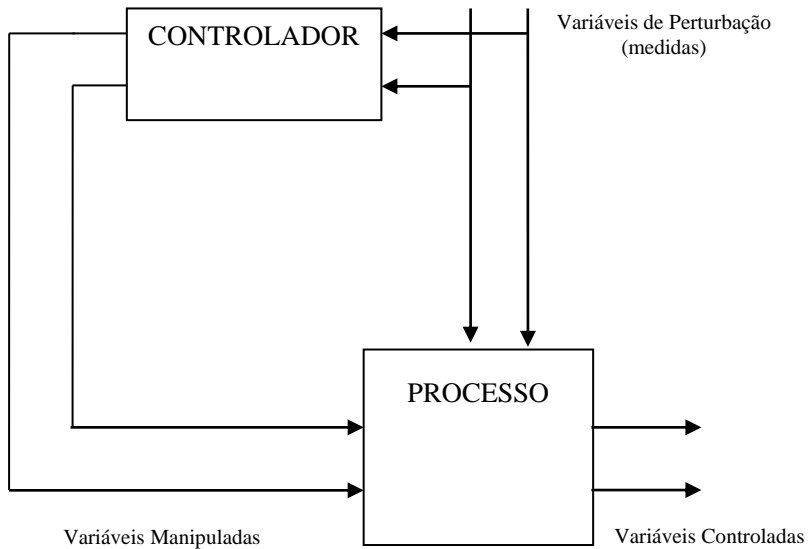 CONTROLADOR
Variáveis de Perturbação
(medidas)
PROCESSO
Variáveis Manipuladas
Variáveis Controladas